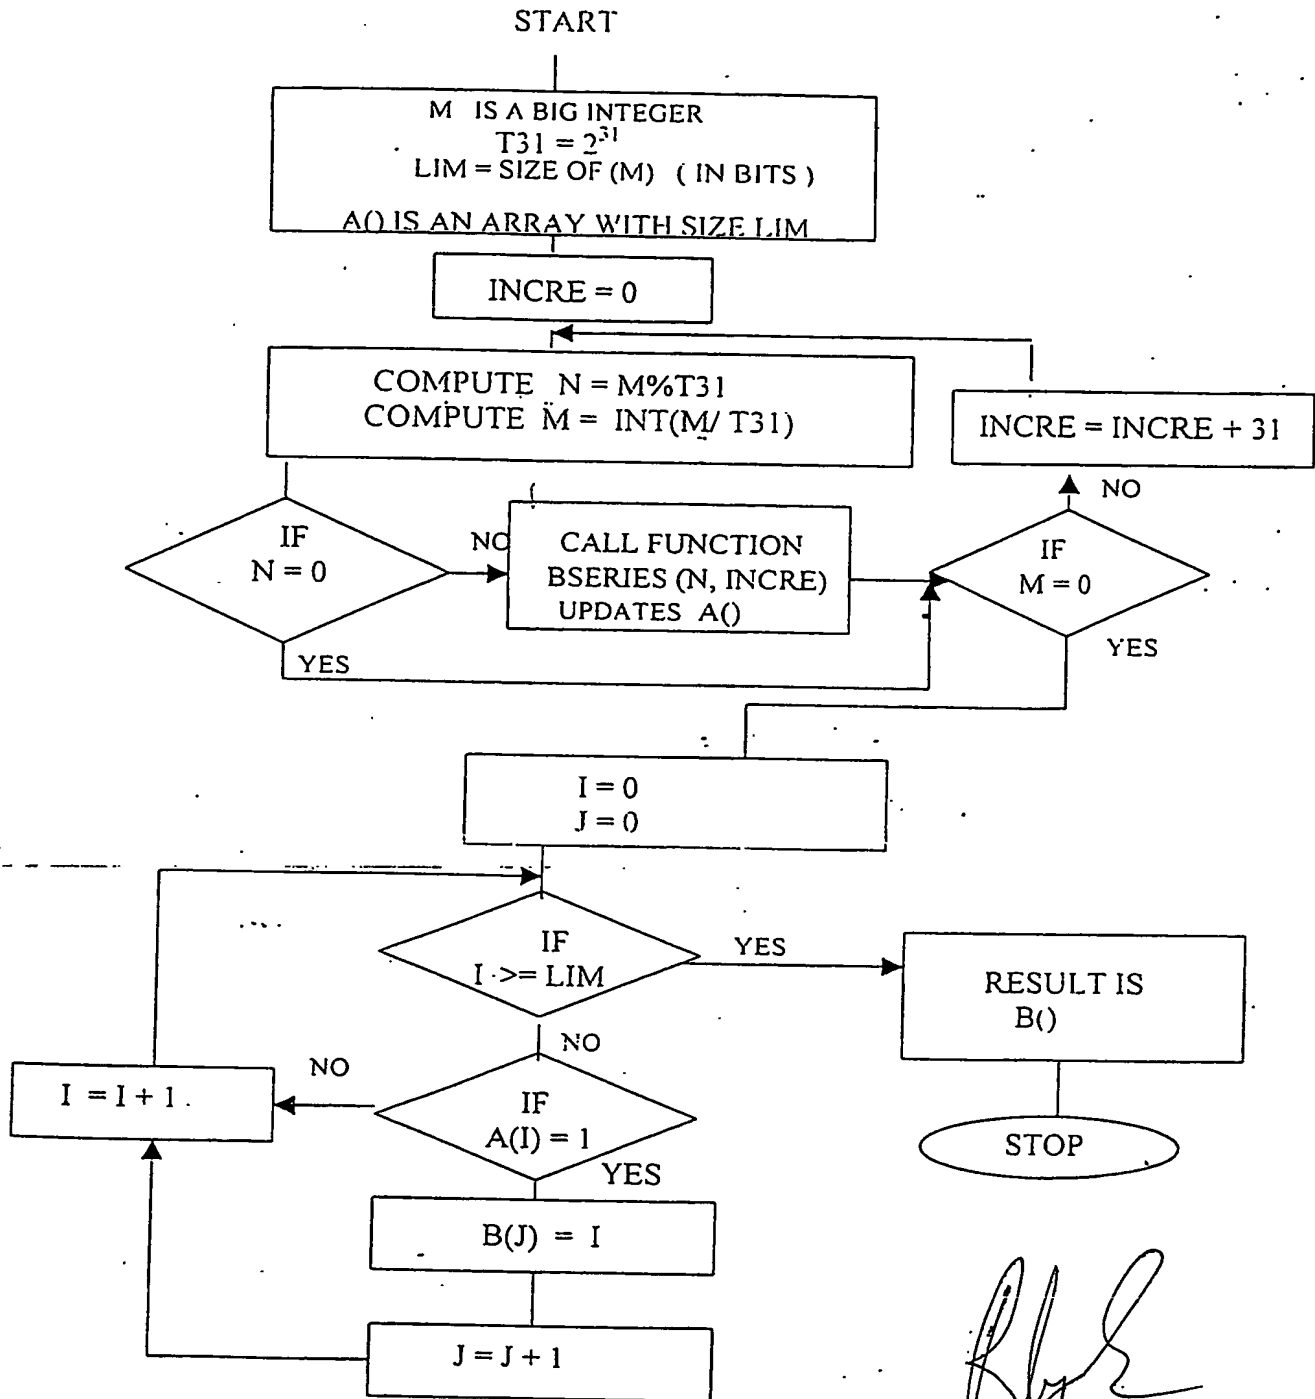 START
M IS A BIG INTEGER
T31 = 2³¹
LIM = SIZE OF (M) ( IN BITS )
A() IS AN ARRAY WITH SIZE LIM
INCRE = 0
COMPUTE N = M%T31
COMPUTE M = INT(M/ T31)
INCRE = INCRE + 31
NO
IF
N = 0
NO
CALL FUNCTION
BSERIES (N, INCRE)
UPDATES A()
IF
M = 0
YES
YES
I = 0
J = 0
IF
I >= LIM
YES
RESULT IS
B()
NO
I = I + 1
NO
IF
A(I) = 1
YES
STOP
B(J) = I
J = J + 1